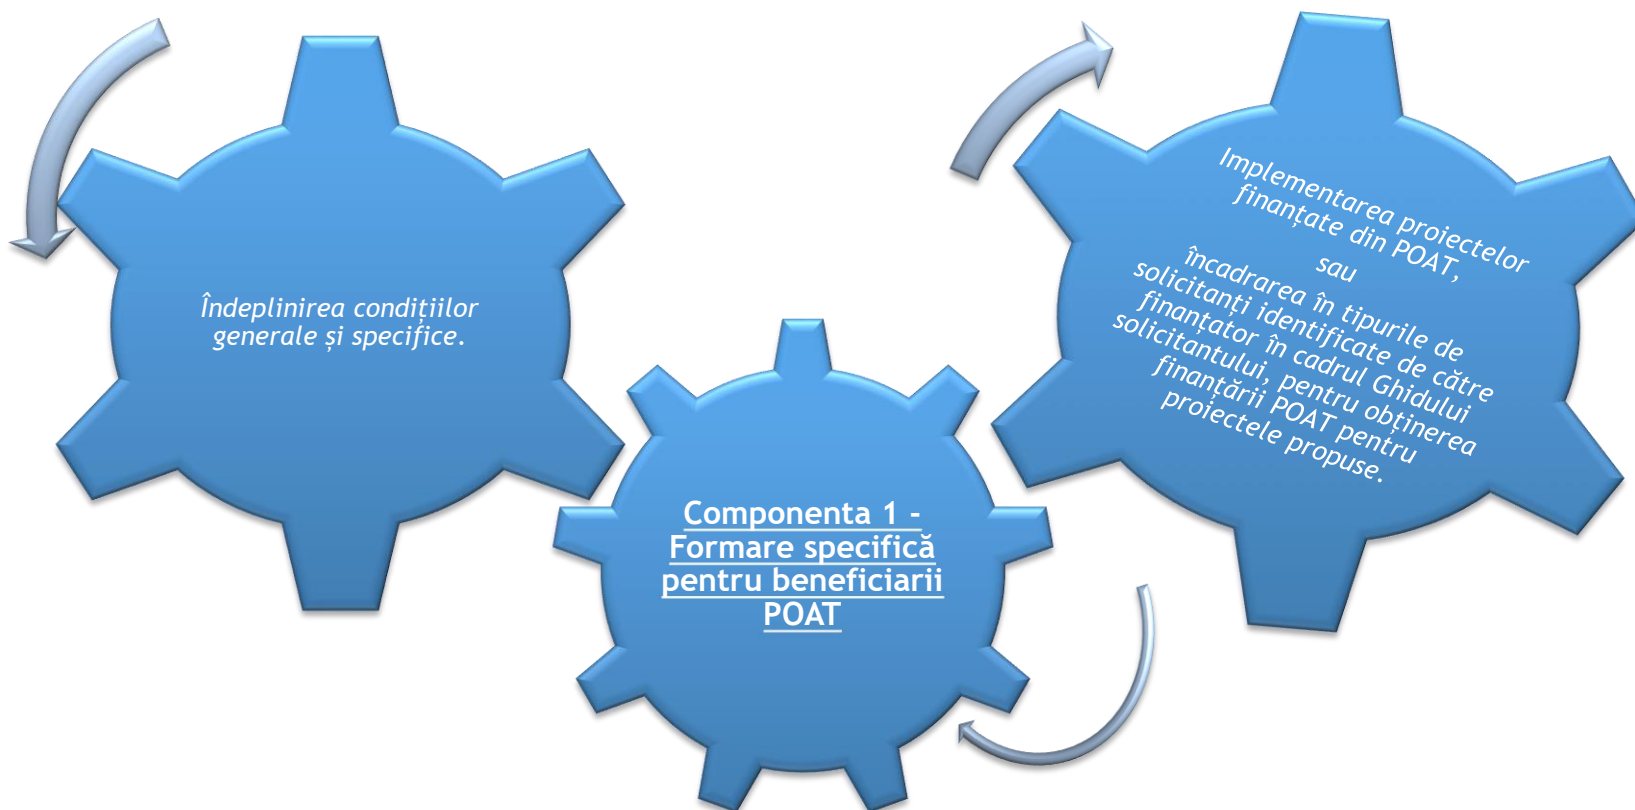 Îndeplinirea condițiilor
generale și specifice.
Componenta 1 -
Formare specifică
pentru beneficiarii
POAT
Implementarea proiectelor
finanțate din POAT,
sau
încadrarea în tipurile de
solicitanți identificate de către
finanțator în cadrul Ghidului
solicitantului, pentru obținerea
finanțării POAT pentru
proiectele propuse.